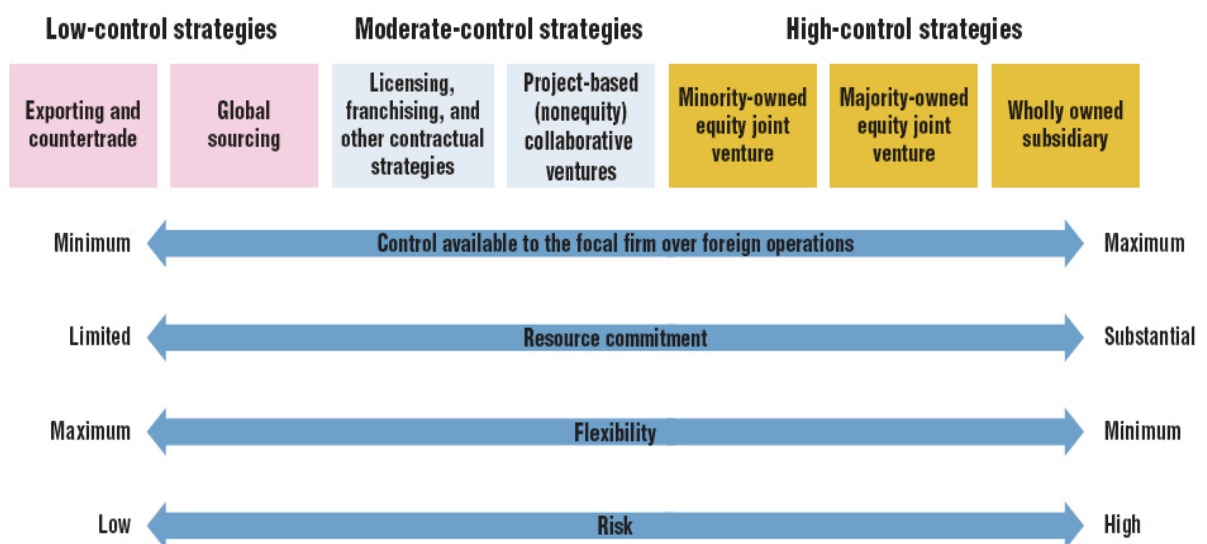 Low-control strategies
Moderate-control strategies
High-control strategies
Exporting and
countertrade
Global
sourcing
Licensing,
franchising, and
other contractual
strategies
Project-based
(nonequity)
collaborative
ventures
Minority-owned
equity joint
venture
Majority-owned
equity joint
venture
Wholly owned
subsidiary
Minimum
Control available to the focal firm over foreign operations
Maximum
Limited
Resource commitment
Substantial
Maximum
Flexibility
Minimum
Low
Risk
High